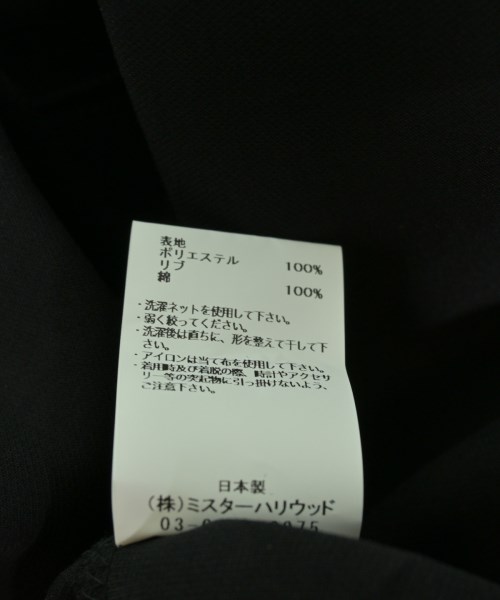 表地
ポリエステル 100%
リブ
綿 100%
・洗濯ネットを使用して下さい。
・弱く絞ってください。
・洗濯後は直ちに、形を整えて干して下
さい。
・アイロンは当て布を使用して下さい。
・着用時及び着脱の際、時計やアクセサ
リー等の突起物に引っ掛けないよう、
ご注意下さい。
日本製
(株)ミスターハリウッド
03-